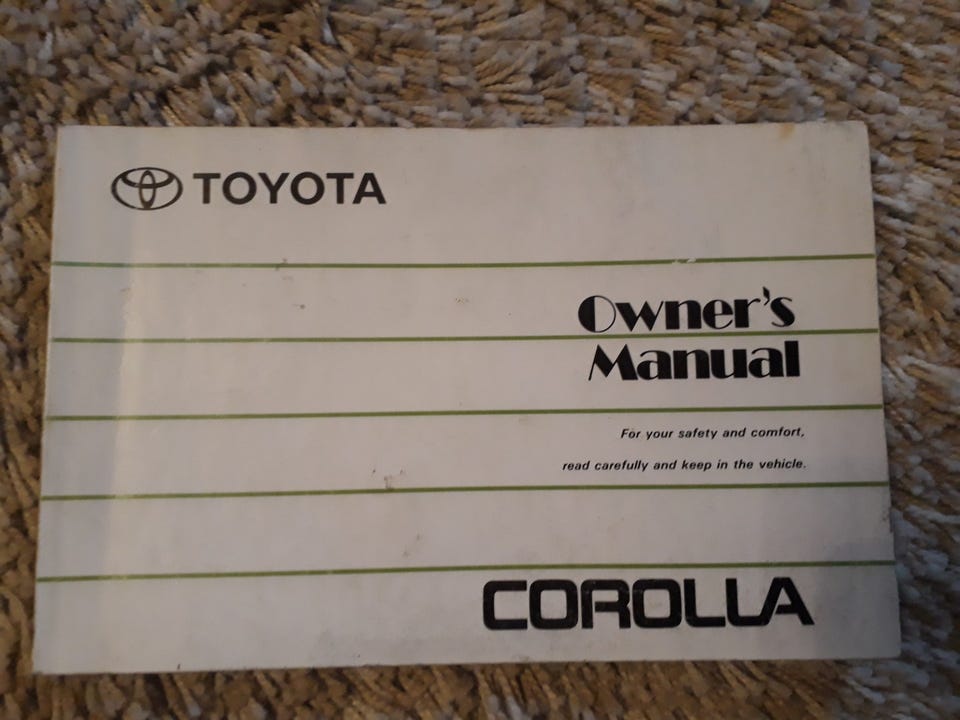 TOYOTA
Owner's
Manual
For your safety and comfort,
read carefully and keep in the vehicle.
COROLLA